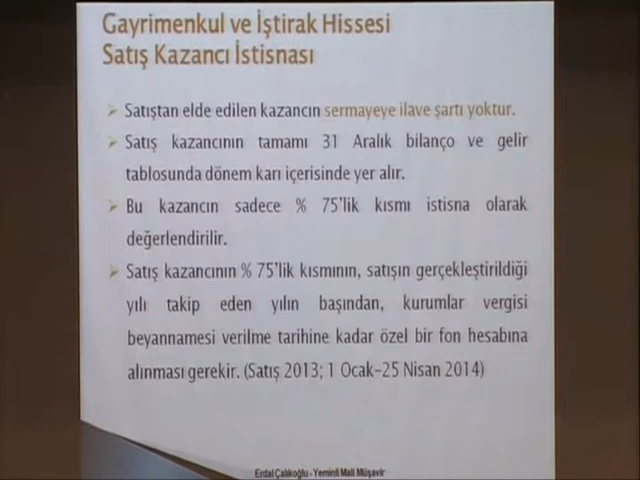 Gayrimenkul ve İştirak Hissesi
Satış Kazancı İstisnası
Satıştan elde edilen kazancın sermayeye ilave şartı yoktur.
Satış kazancının tamamı 31 Aralık bilanço ve gelir
tablosunda dönem karı içerisinde yer alır.
Bu kazancın sadece % 75'lik kısmı istisna olarak
değerlendirilir.
Satış kazancının % 75'lik kısmının, satışın gerçekleştirildiği
yılı takip eden yılın başından, kurumlar vergisi
beyannamesi verilme tarihine kadar özel bir fon hesabına
alınması gerekir. (Satış 2013; 1 Ocak–25 Nisan 2014)
Erdal Çalıkoğlu - Yeminli Mali Müşavir